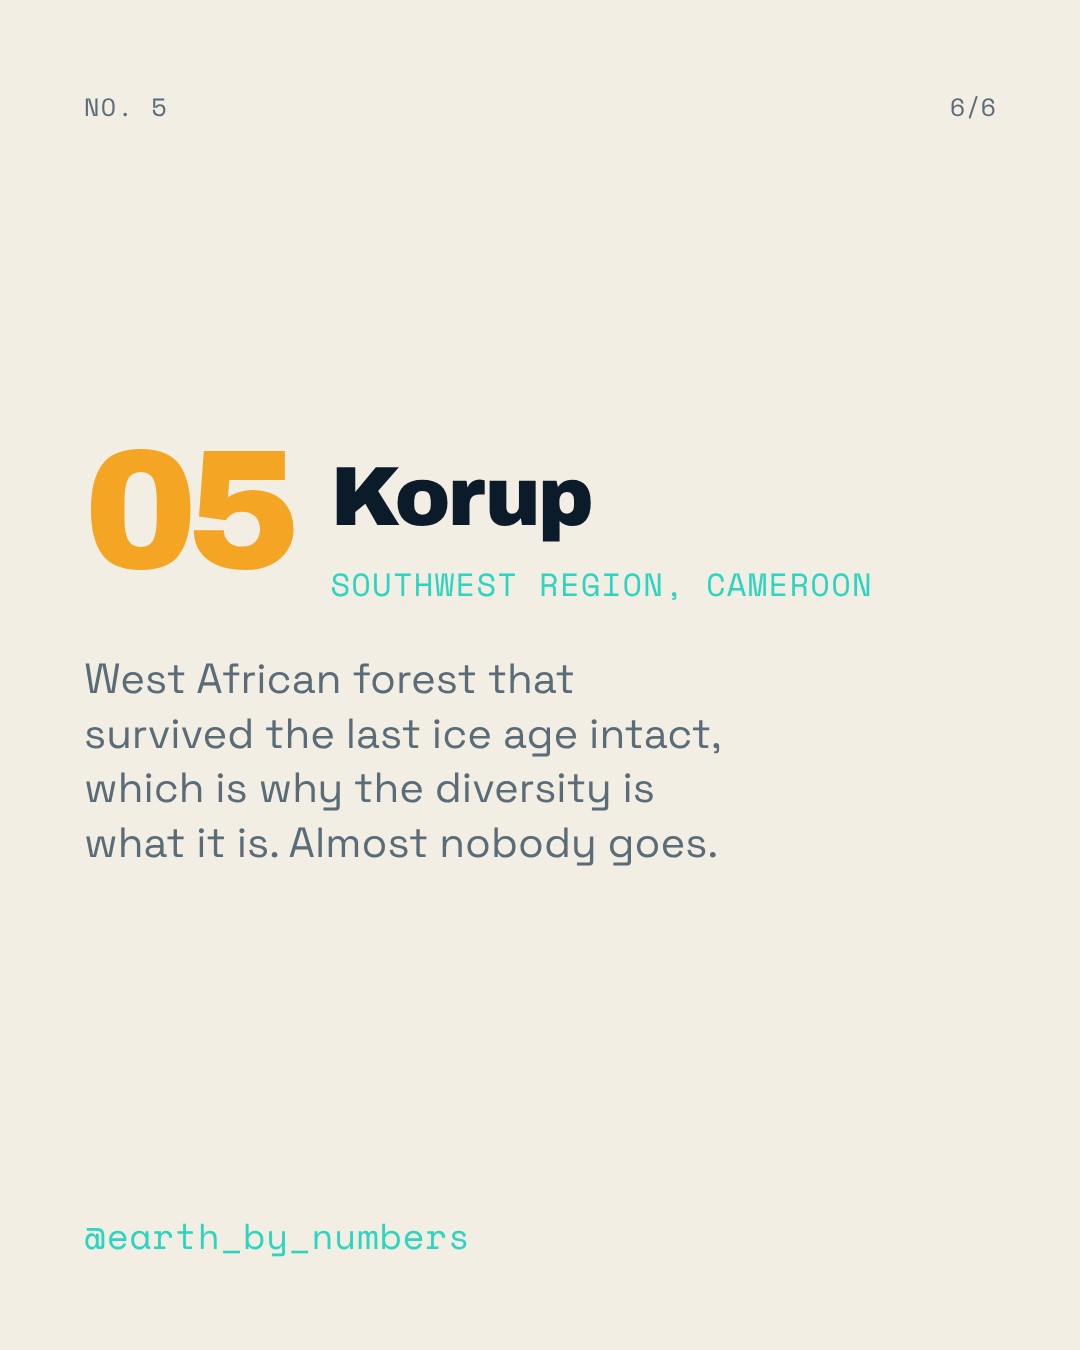 NO. 5
6/6
05
Korup
SOUTHWEST REGION, CAMEROON
West African forest that
survived the last ice age intact,
which is why the diversity is
what it is. Almost nobody goes.
@earth_by_numbers